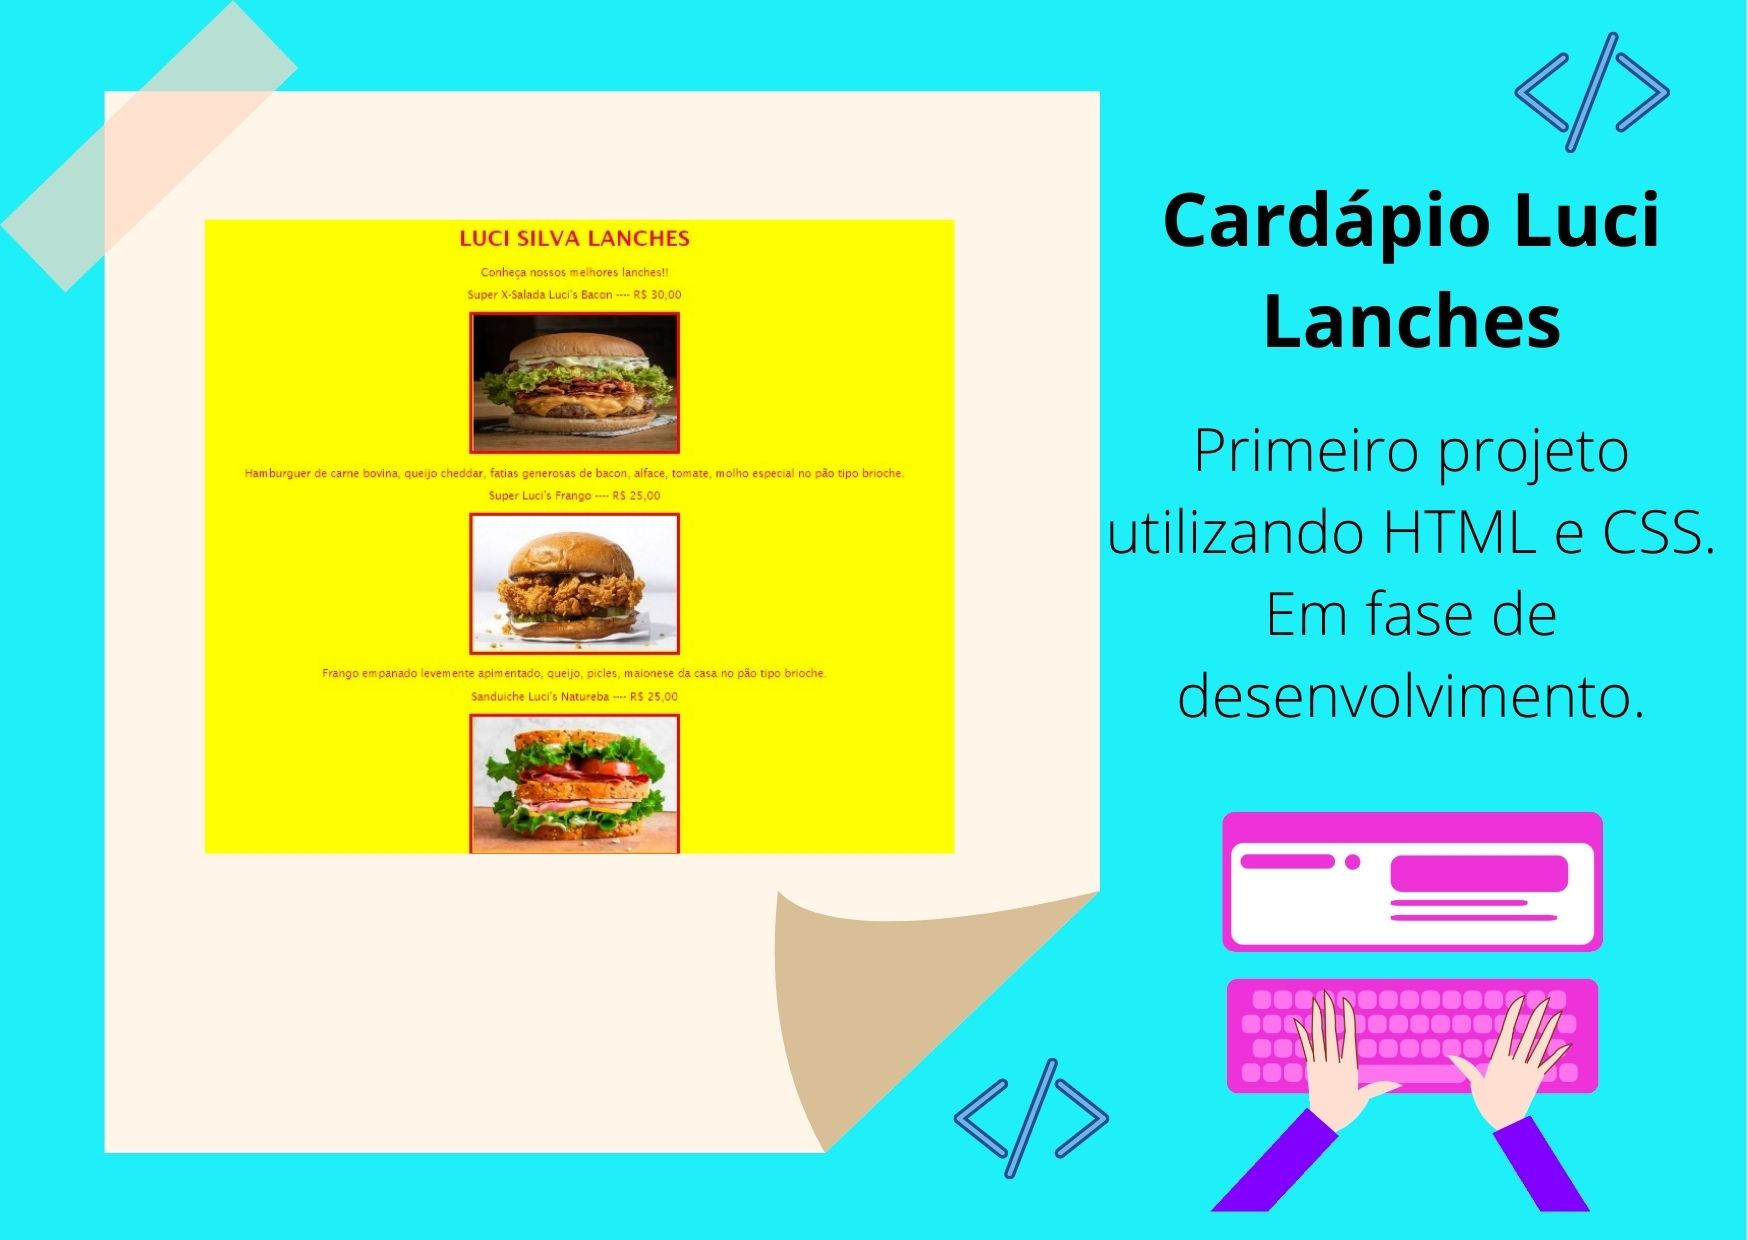 LUCI SILVA LANCHES
Conheça nossos melhores lanches!!
Super X-Salada Luci's Bacon ---- R$ 30,00
Hamburguer de carne bovina, queijo cheddar, fatias generosas de bacon, alface, tomate, molho especial no pão tipo brioche.
Super Luci's Frango ---- R$ 25,00
Frango empanado levemente apimentado, queijo, picles, maionese da casa no pão tipo brioche.
Sanduiche Luci's Natureba ---- R$ 25,00
Cardápio Luci
Lanches
Primeiro projeto
utilizando HTML e CSS.
Em fase de
desenvolvimento.